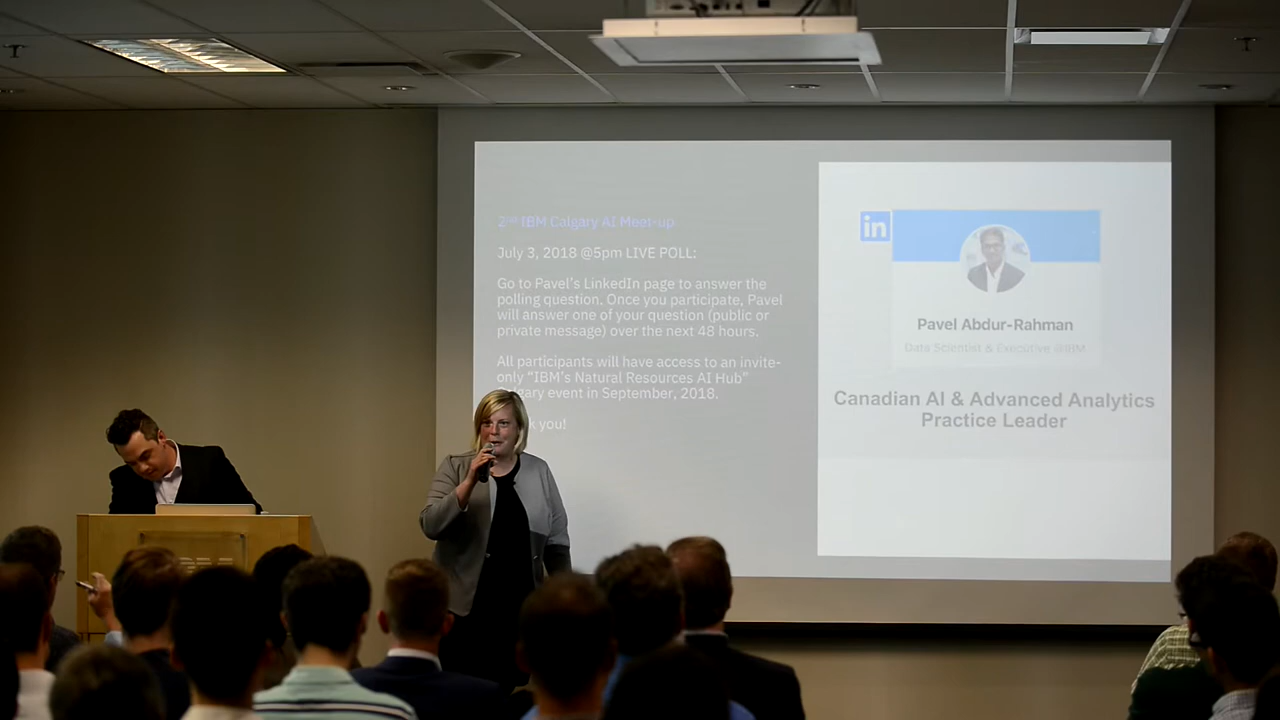 2nd IBM Calgary AI Meet-up
July 3, 2018 @5pm LIVE POLL:
Go to Pavel's LinkedIn page to answer the
polling question. Once you participate, Pavel
will answer one of your question (public or
private message) over the next 48 hours.
All participants will have access to an invite-
only "IBM's Natural Resources AI Hub"
event in September, 2018.
you!
in
Pavel Abdur-Rahman
Data Scientist & Executive @IBM
Canadian AI & Advanced Analytics
Practice Leader